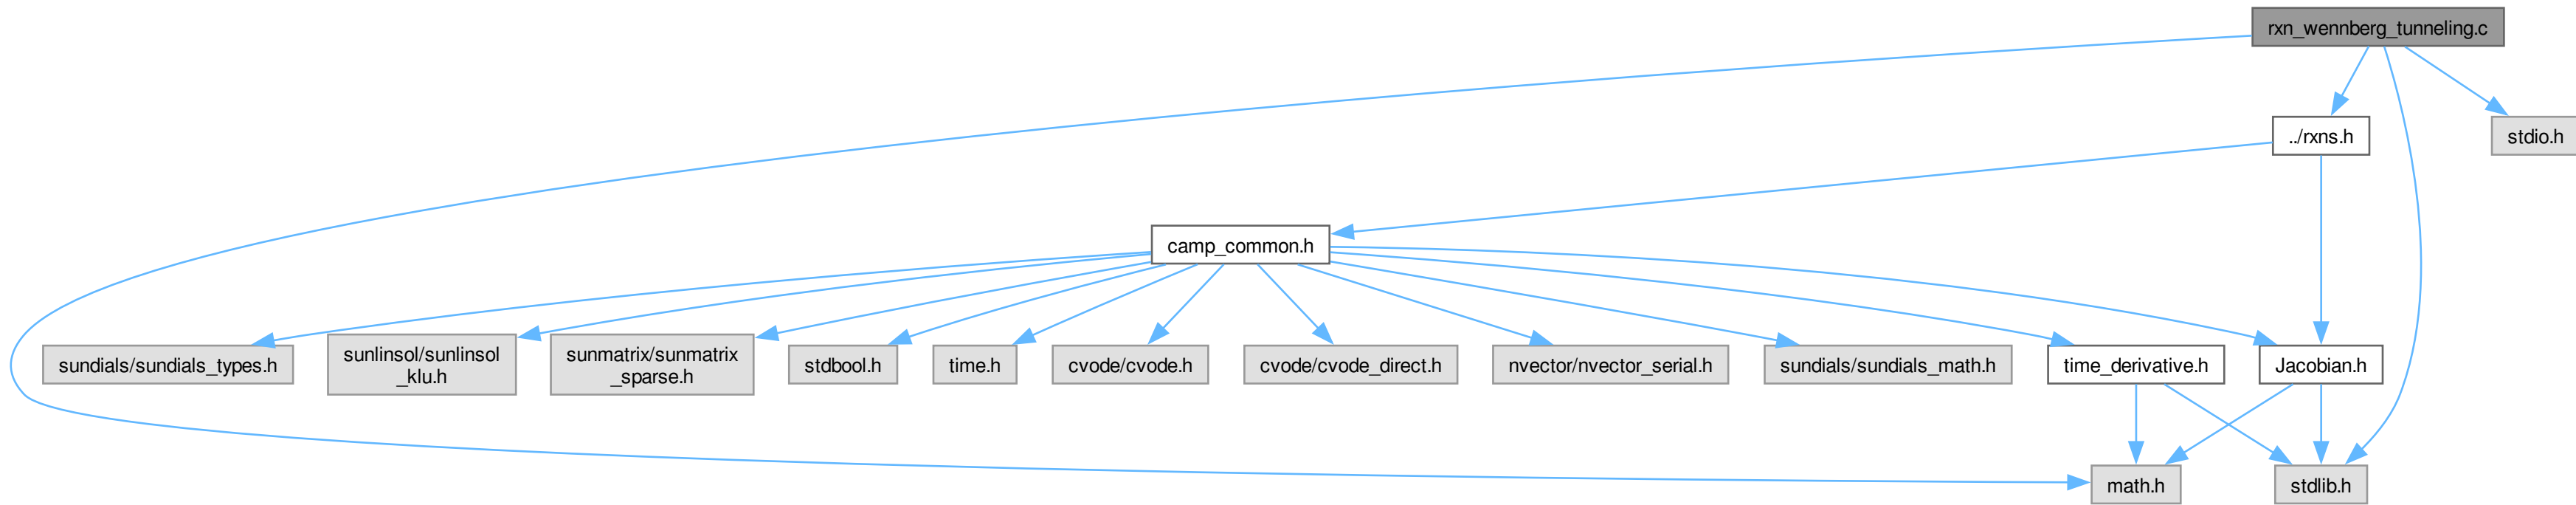 rxn_wennberg_tunneling.c
../rxns.h
stdio.h
camp_common.h
sundials/sundials_types.h
sunlinsol/sunlinsol
_klu.h
sunmatrix/sunmatrix
_sparse.h
stdbool.h
time.h
cvode/cvode.h
cvode/cvode_direct.h
nvector/nvector_serial.h
sundials/sundials_math.h
time_derivative.h
Jacobian.h
math.h
stdlib.h